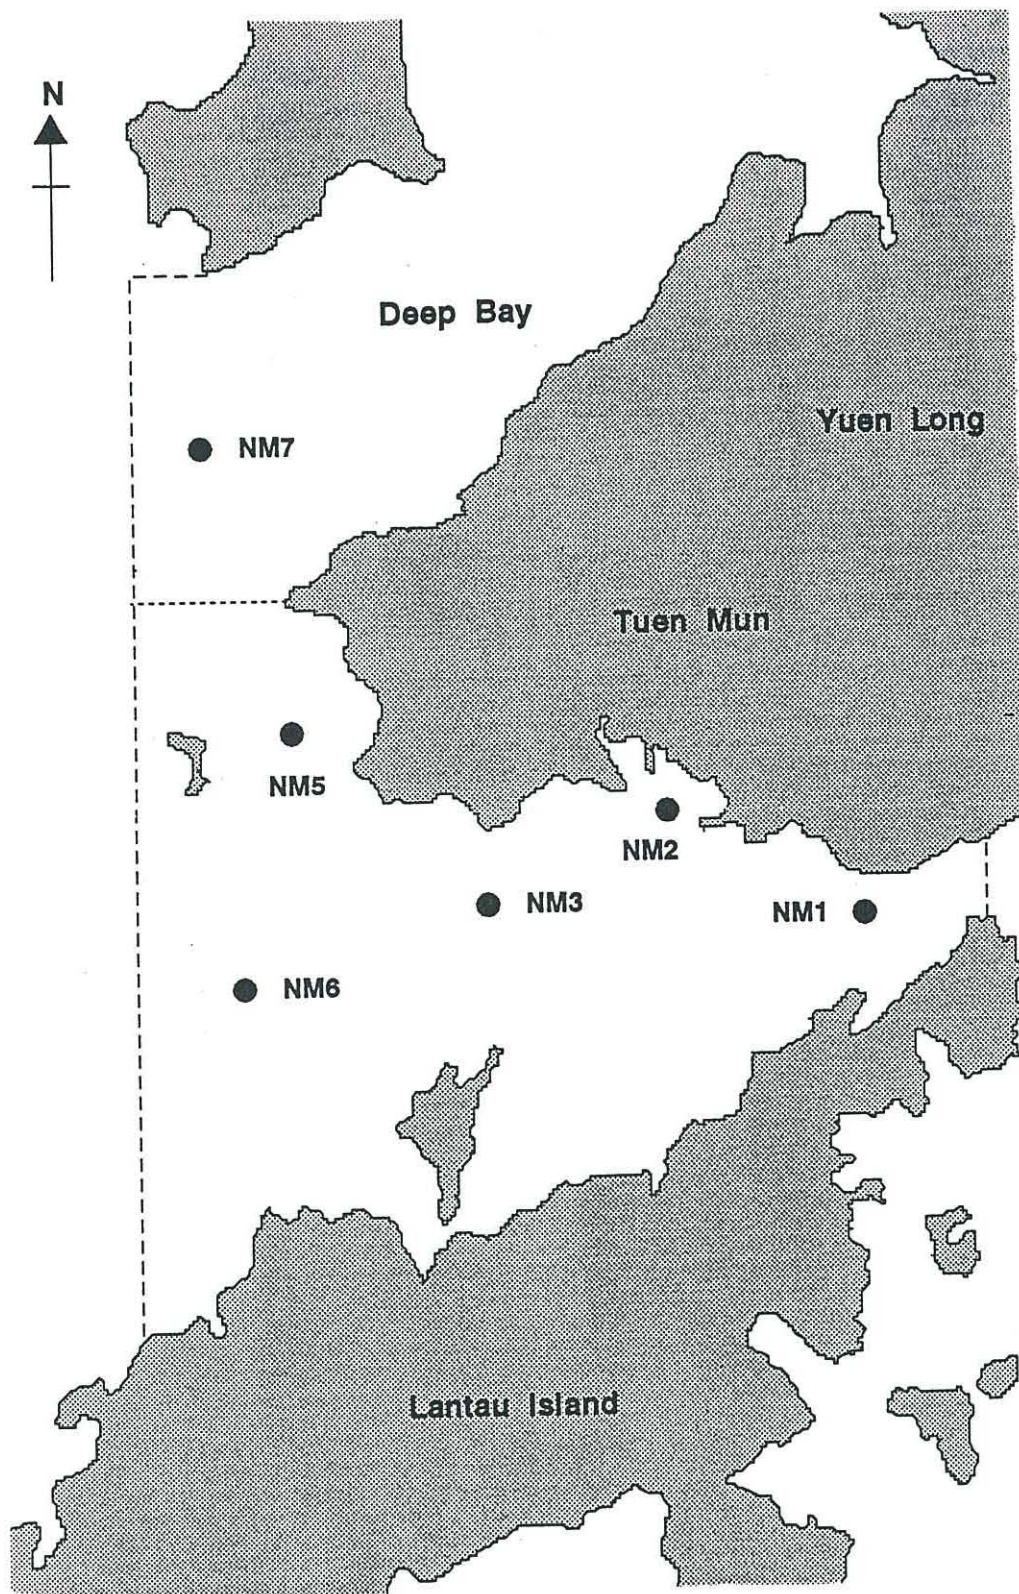 N
Deep Bay
Yuen Long
NM7
Tuen Mun
NM5
NM2
NM3
NM1
NM6
Lantau Island